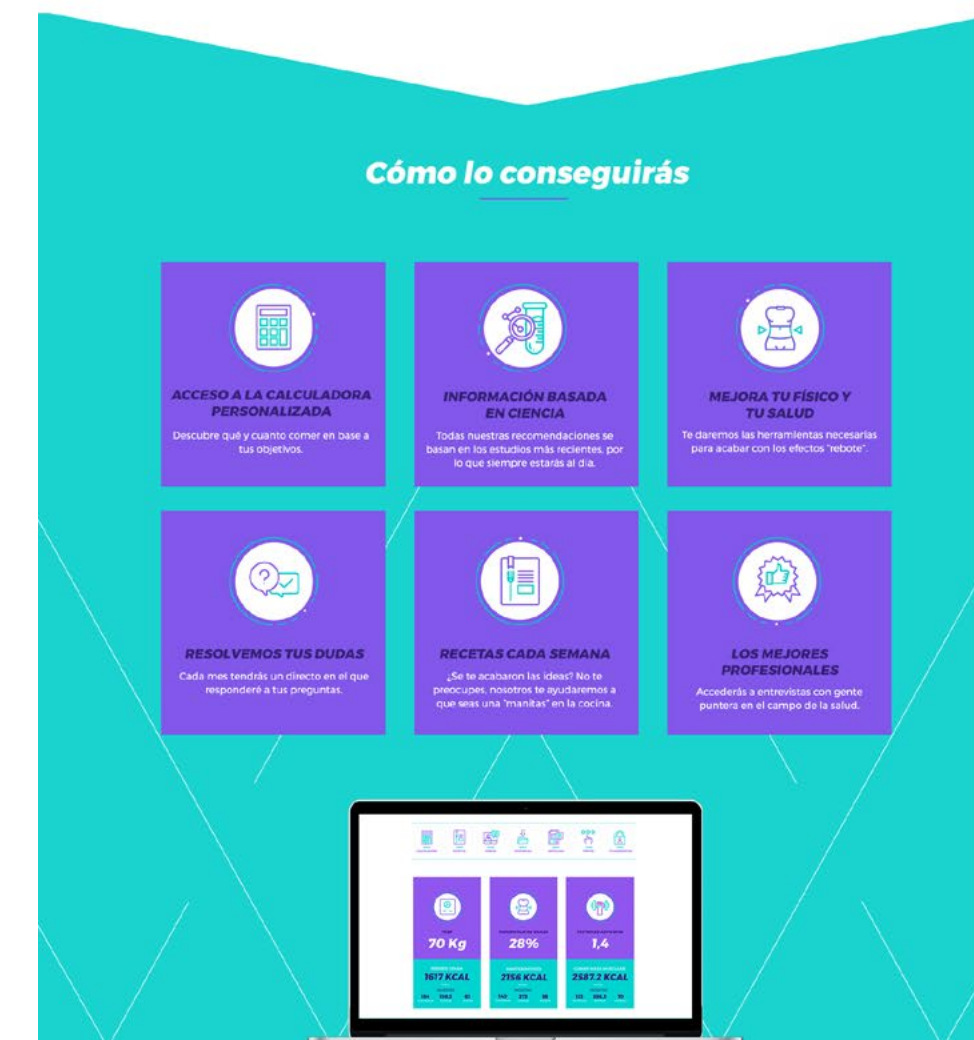 Cómo lo conseguirás
ACCESO A LA CALCULADORA
PERSONALIZADA
Descubre qué y cuanto comer en base a
tus objetivos.
INFORMACIÓN BASADA
EN CIENCIA
Todas nuestras recomendaciones se
basan en los estudios más recientes, por
lo que siempre estarás al día.
MEJORA TU FÍSICO Y
TU SALUD
Te daremos las herramientas necesarias
para acabar con los efectos "rebote".
RESOLVEMOS TUS DUDAS
Cada mes tendrás un directo en el que
responderé a tus preguntas.
RECETAS CADA SEMANA
¿Se te acabaron las ideas? No te
preocupes, nosotros te ayudaremos a
que seas una "manitas" en la cocina.
LOS MEJORES
PROFESIONALES
Accederás a entrevistas con gente
puntera en el campo de la salud.
70 Kg
28%
1,4
1617 KCAL
2156 KCAL
2587.2 KCAL